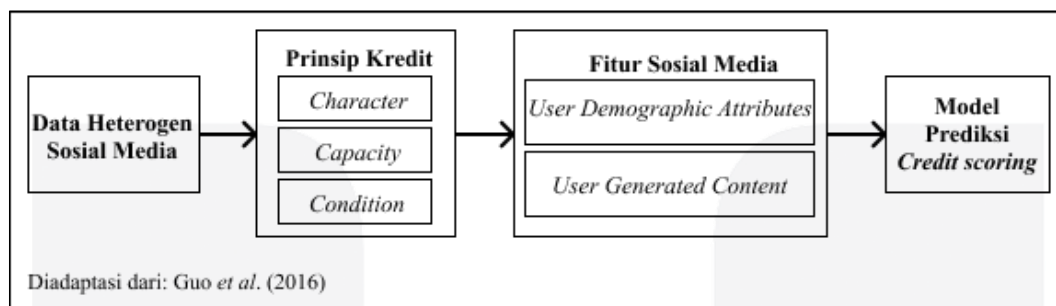 Data Heterogen
Sosial Media
Prinsip Kredit
Character
Capacity
Condition
Fitur Sosial Media
User Demographic Attributes
User Generated Content
Model
Prediksi
Credit scoring
Diadaptasi dari: Guo et al. (2016)